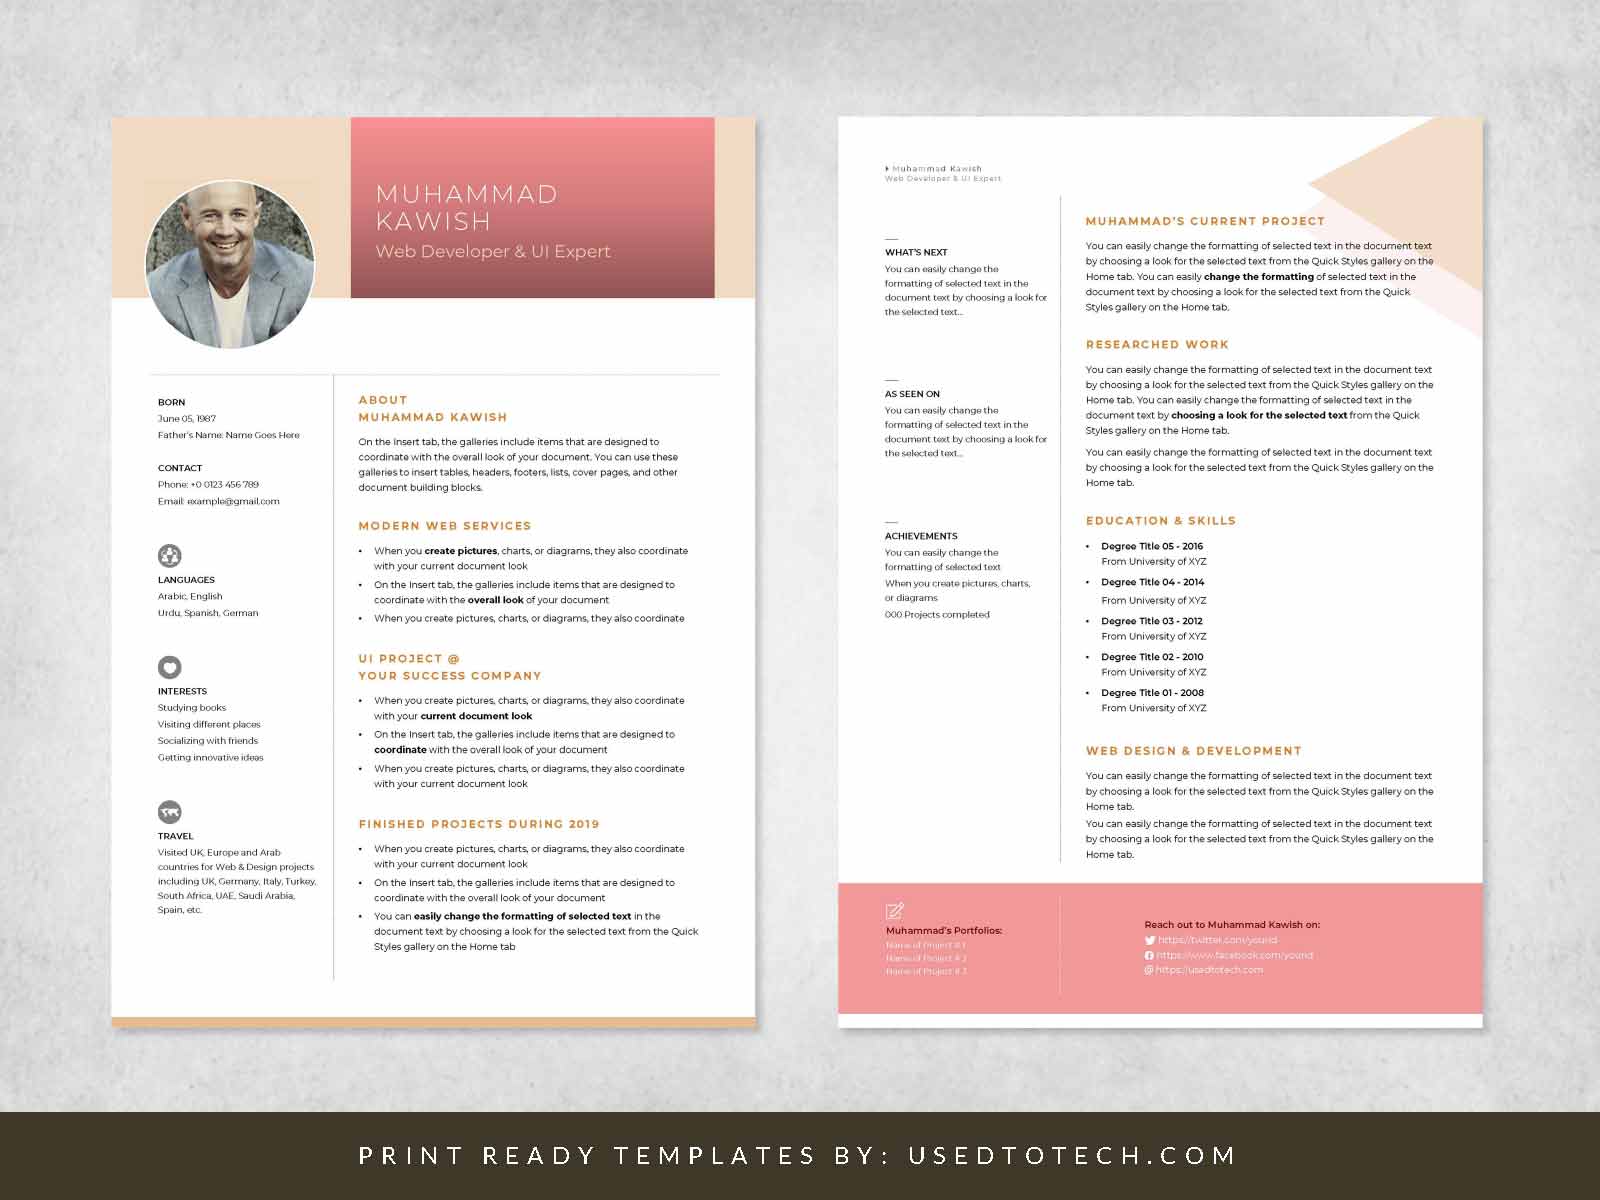 MUHAMMAD
KAWISH
Web Developer & UI Expert
BORN
June 05, 1987
Father's Name: Name Goes Here
CONTACT
Phone: +0 0123 456 789
Email: example@gmail.com
LANGUAGES
Arabic, English
Urdu, Spanish, German
INTERESTS
Studying books
Visiting different places
Socializing with friends
Getting innovative ideas
TRAVEL
Visited UK, Europe and Arab
countries for Web & Design projects
including UK, Germany, Italy, Turkey,
South Africa, UAE, Saudi Arabia,
Spain, etc.
ABOUT
MUHAMMAD KAWISH
On the Insert tab, the galleries include items that are designed to
coordinate with the overall look of your document. You can use these
galleries to insert tables, headers, footers, lists, cover pages, and other
document building blocks.
MODERN WEB SERVICES
• When you create pictures, charts, or diagrams, they also coordinate
with your current document look
• On the Insert tab, the galleries include items that are designed to
coordinate with the overall look of your document
• When you create pictures, charts, or diagrams, they also coordinate
UI PROJECT @
YOUR SUCCESS COMPANY
• When you create pictures, charts, or diagrams, they also coordinate
with your current document look
• On the Insert tab, the galleries include items that are designed to
coordinate with the overall look of your document
• When you create pictures, charts, or diagrams, they also coordinate
with your current document look
FINISHED PROJECTS DURING 2019
• When you create pictures, charts, or diagrams, they also coordinate
with your current document look
• On the Insert tab, the galleries include items that are designed to
coordinate with the overall look of your document
• You can easily change the formatting of selected text in the
document text by choosing a look for the selected text from the Quick
Styles gallery on the Home tab
Muhammad Kawish
Web Developer & UI Expert
WHAT'S NEXT
You can easily change the
formatting of selected text in the
document text by choosing a look for
the selected text...
AS SEEN ON
You can easily change the
formatting of selected text in the
document text by choosing a look for
the selected text...
ACHIEVEMENTS
You can easily change the
formatting of selected text
When you create pictures, charts,
or diagrams
000 Projects completed
MUHAMMAD'S CURRENT PROJECT
You can easily change the formatting of selected text in the document text
by choosing a look for the selected text from the Quick Styles gallery on the
Home tab. You can easily change the formatting of selected text in the
document text by choosing a look for the selected text from the Quick
Styles gallery on the Home tab.
RESEARCHED WORK
You can easily change the formatting of selected text in the document text
by choosing a look for the selected text from the Quick Styles gallery on the
Home tab. You can easily change the formatting of selected text in the
document text by choosing a look for the selected text from the Quick
Styles gallery on the Home tab.
You can easily change the formatting of selected text in the document text
by choosing a look for the selected text from the Quick Styles gallery on the
Home tab.
EDUCATION & SKILLS
• Degree Title 05 - 2016
From University of XYZ
• Degree Title 04 - 2014
From University of XYZ
• Degree Title 03 - 2012
From University of XYZ
• Degree Title 02 - 2010
From University of XYZ
• Degree Title 01 - 2008
From University of XYZ
WEB DESIGN & DEVELOPMENT
You can easily change the formatting of selected text in the document text
by choosing a look for the selected text from the Quick Styles gallery on the
Home tab.
You can easily change the formatting of selected text in the document text
by choosing a look for the selected text from the Quick Styles gallery on the
Home tab.
Muhammad's Portfolios:
Name of Project # 1
Name of Project # 2
Name of Project # 3
Reach out to Muhammad Kawish on:
https://twitter.com/yourid
https://www.facebook.com/yourid
@ https://usedtotech.com
PRINT READY TEMPLATES BY: USEDTOTECH.COM